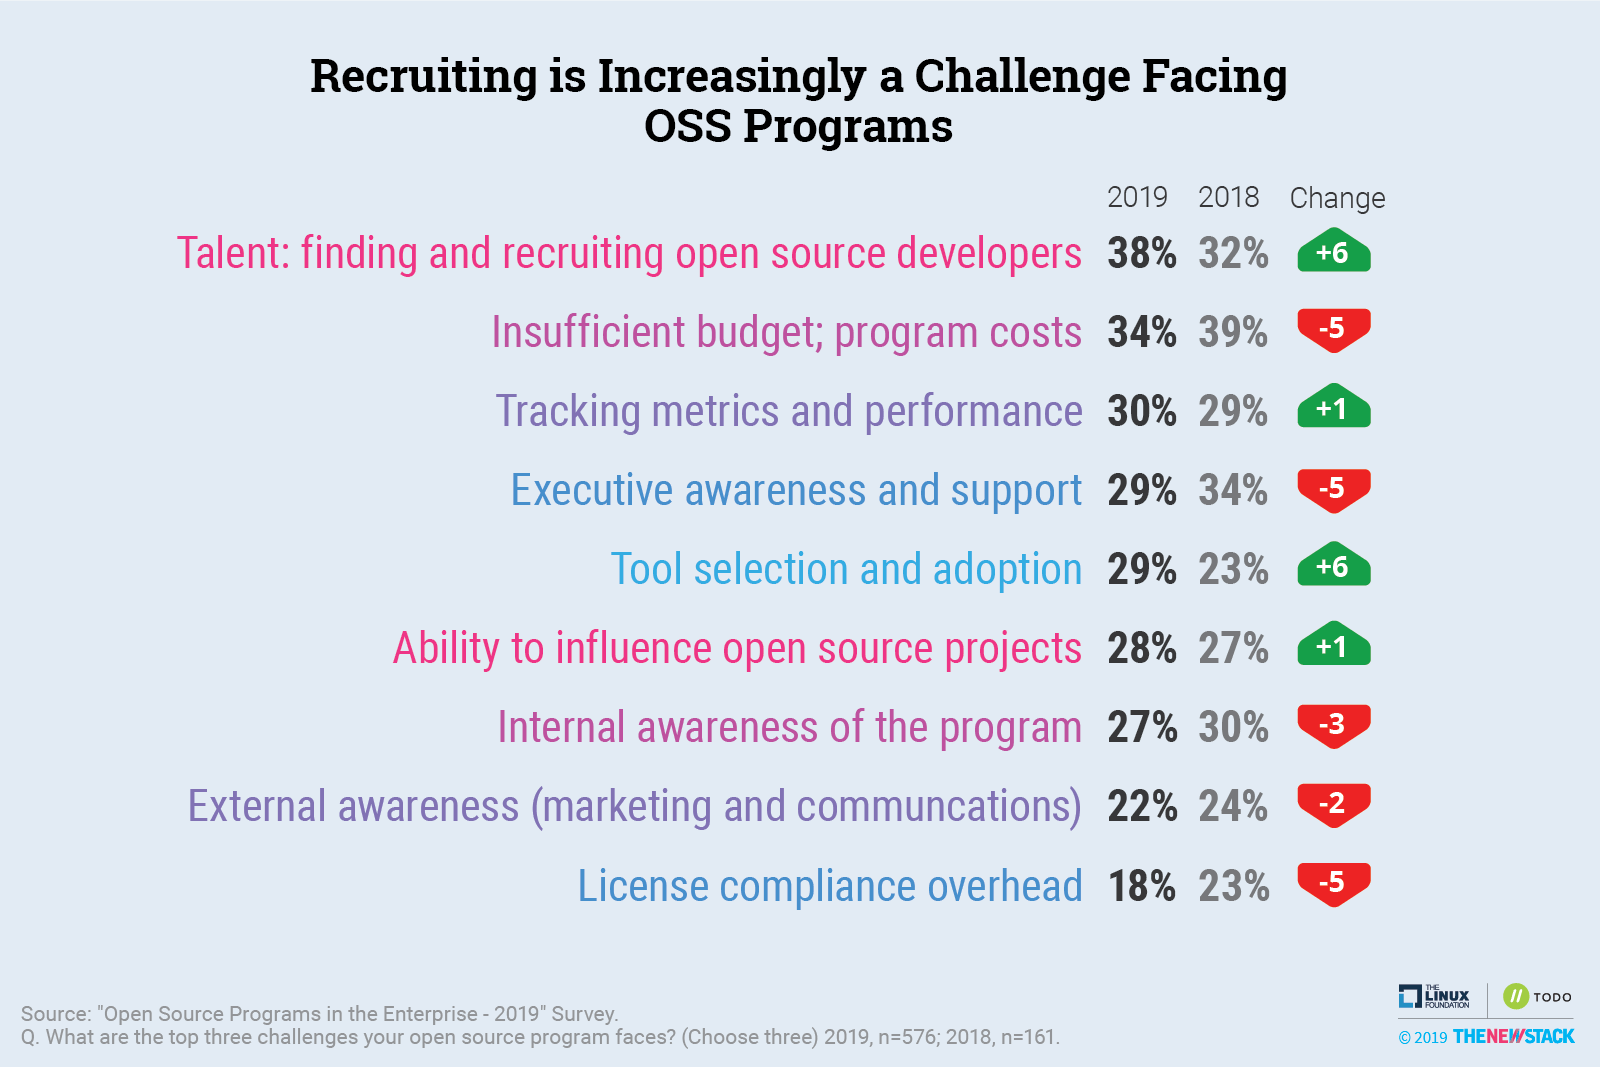 Recruiting is Increasingly a Challenge Facing
OSS Programs
2019 2018 Change
Talent: finding and recruiting open source developers 38% 32% +6
Insufficient budget; program costs 34% 39% -5
Tracking metrics and performance 30% 29% +1
Executive awareness and support 29% 34% -5
Tool selection and adoption 29% 23% +6
Ability to influence open source projects 28% 27% +1
Internal awareness of the program 27% 30% -3
External awareness (marketing and communcations) 22% 24% -2
License compliance overhead 18% 23% -5
Source: "Open Source Programs in the Enterprise - 2019" Survey.
Q. What are the top three challenges your open source program faces? (Choose three) 2019, n=576; 2018, n=161.
THE
LINUX
FOUNDATION
// TODO
© 2019 THENEWSTACK